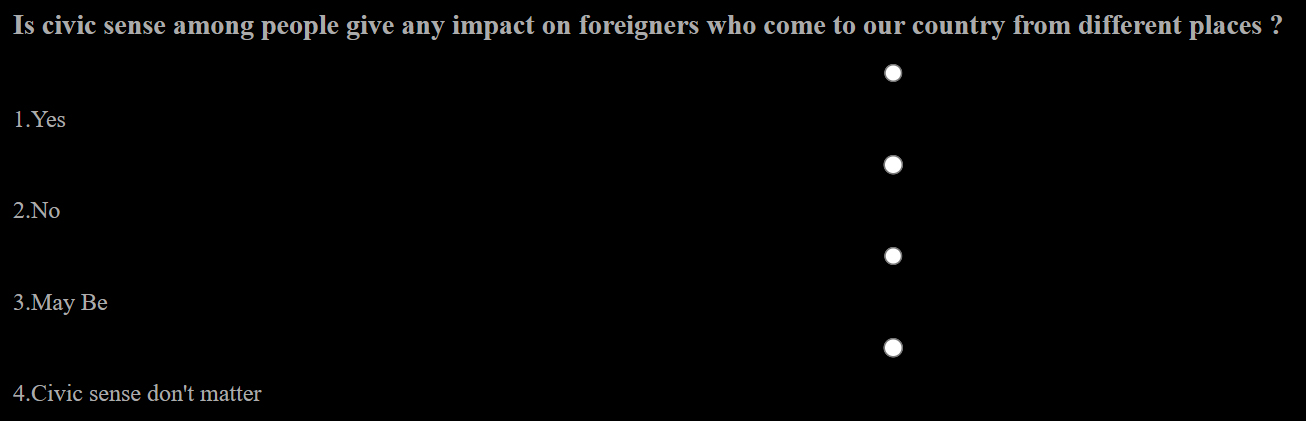 Is civic sense among people give any impact on foreigners who come to our country from different places ?
1.Yes
2.No
3.May Be
4.Civic sense don't matter